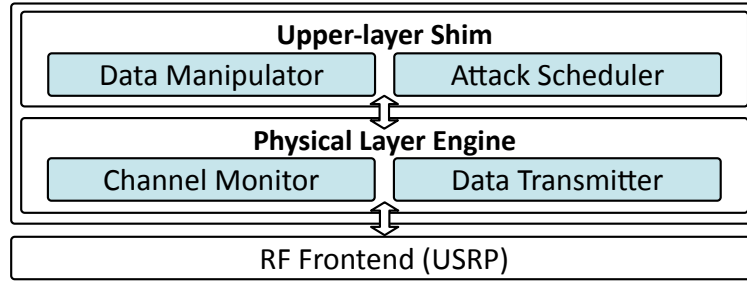 Upper-layer Shim
Data Manipulator Attack Scheduler
Physical Layer Engine
Channel Monitor Data Transmitter
RF Frontend (USRP)